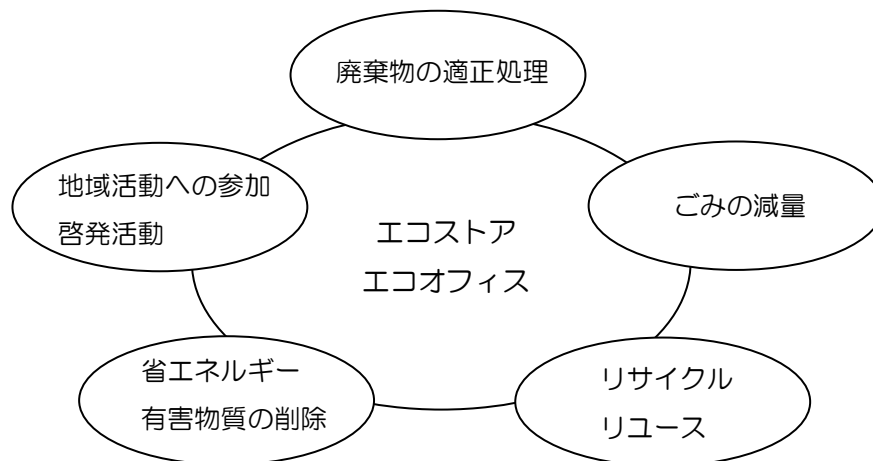 廃棄物の適正処理
地域活動への参加
啓発活動
ごみの減量
エコストア
エコオフィス
省エネルギー
有害物質の削除
リサイクル
リユース